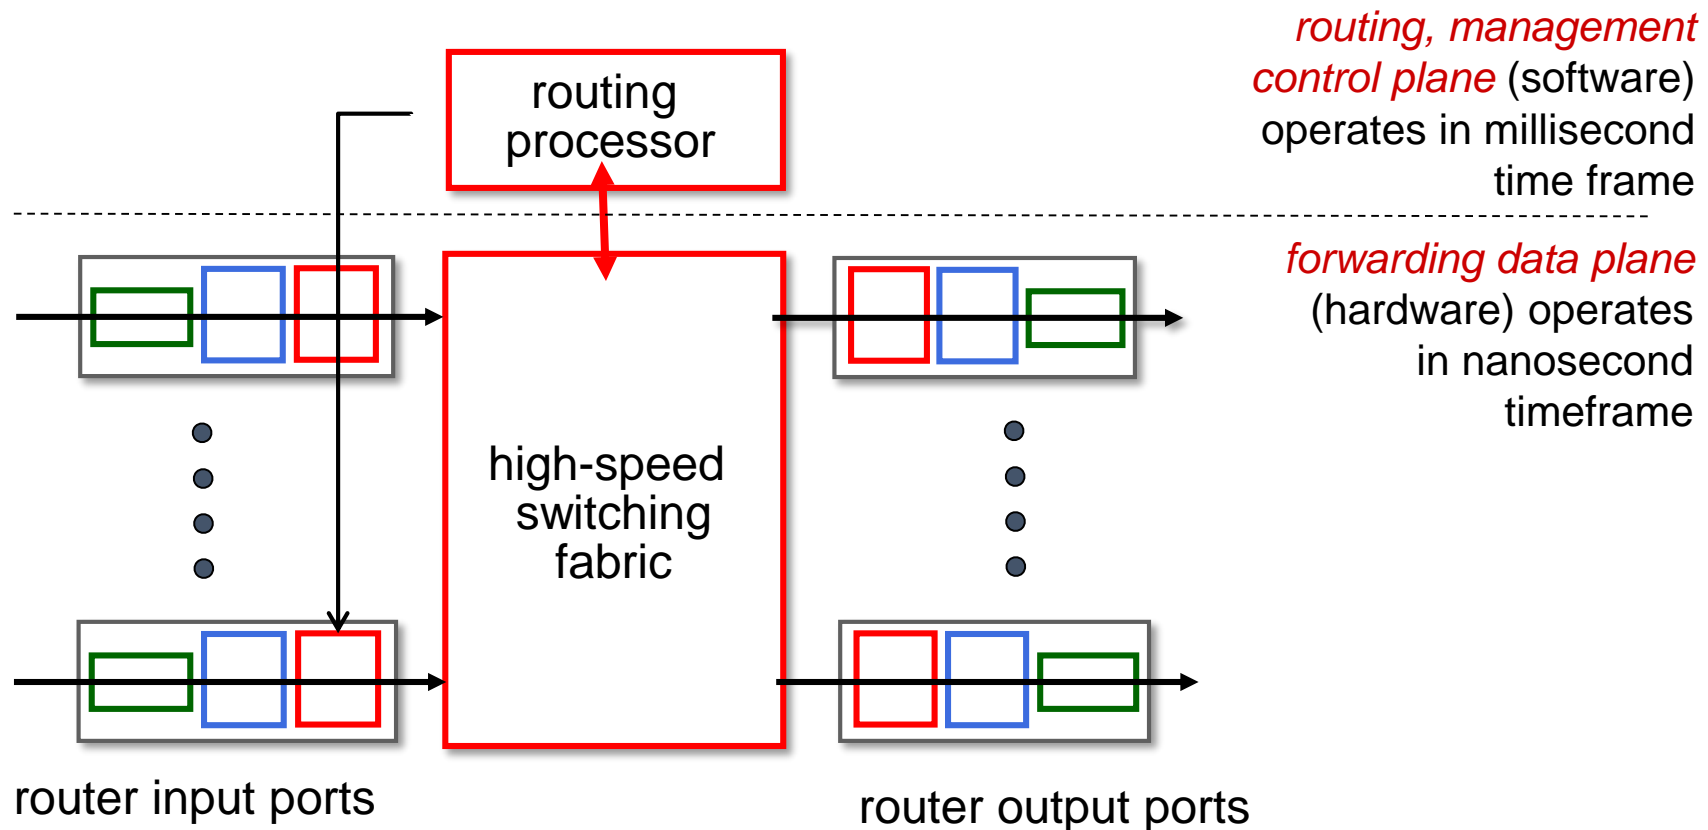 routing, management
control plane (software)
operates in millisecond
time frame
routing
processor
forwarding data plane
(hardware) operates
in nanosecond
timeframe
high-speed
switching
fabric
router input ports
router output ports